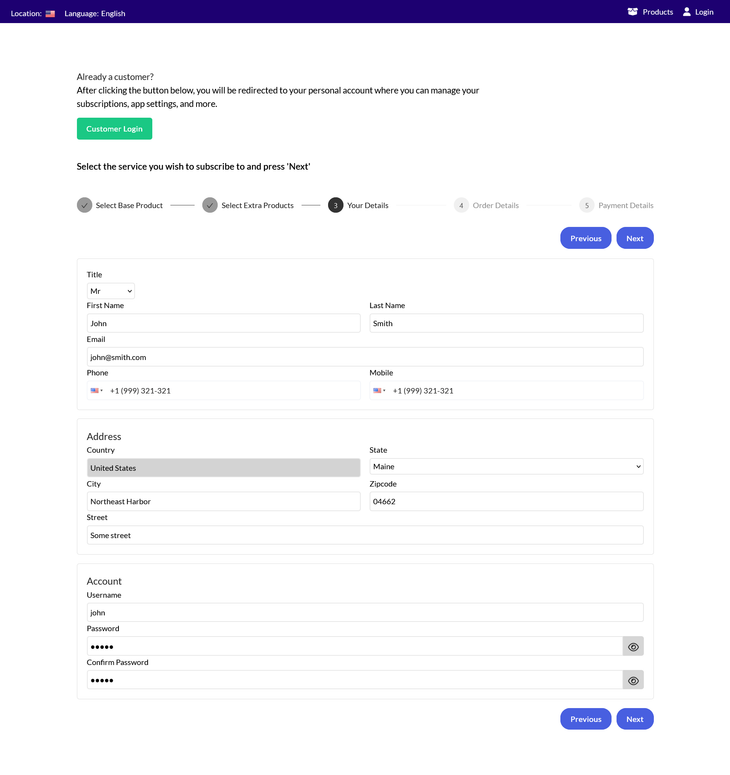 Location: Language: English Products Login
Already a customer?
After clicking the button below, you will be redirected to your personal account where you can manage your
subscriptions, app settings, and more.
Customer Login
Select the service you wish to subscribe to and press 'Next'
Select Base Product Select Extra Products 3 Your Details 4 Order Details 5 Payment Details
Previous Next
Title
Mr
First Name Last Name
John Smith
Email
john@smith.com
Phone Mobile
+1 (999) 321-321 +1 (999) 321-321
Address
Country State
United States Maine
City Zipcode
Northeast Harbor 04662
Street
Some street
Account
Username
john
Password
•••••
Confirm Password
•••••
Previous Next